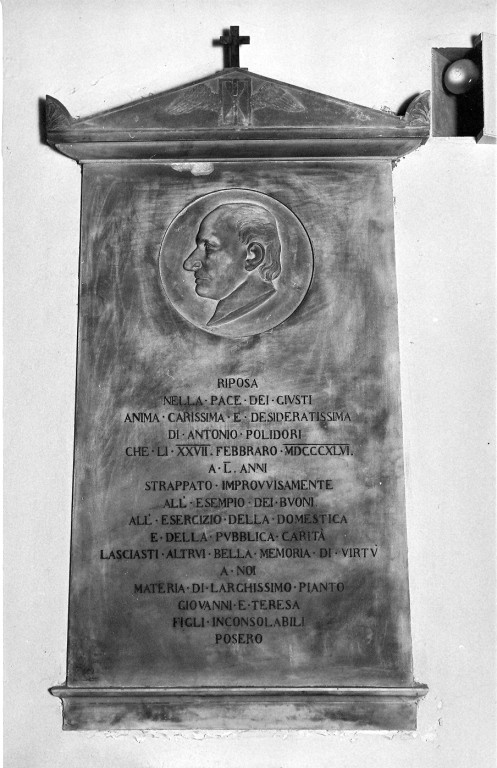 RIPOSA
NELLA · PACE · DEI · GIVSTI
ANIMA · CARISSIMA · E · DESIDERATISSIMA
DI · ANTONIO · POLIDORI
CHE · LI · XXVII. FEBBRARO · MDCCCXLVI.
A · L. ANNI
STRAPPATO · IMPROVVISAMENTE
ALL' · ESEMPIO · DEI · BVONI
ALL' · ESERCIZIO · DELLA · DOMESTICA
E · DELLA · PVBBLICA · CARITÀ
LASCIASTI · ALTRVI · BELLA · MEMORIA · DI · VIRTV'
A · NOI
MATERIA · DI · LARGHISSIMO · PIANTO
GIOVANNI · E · TERESA
FIGLI · INCONSOLABILI
POSERO